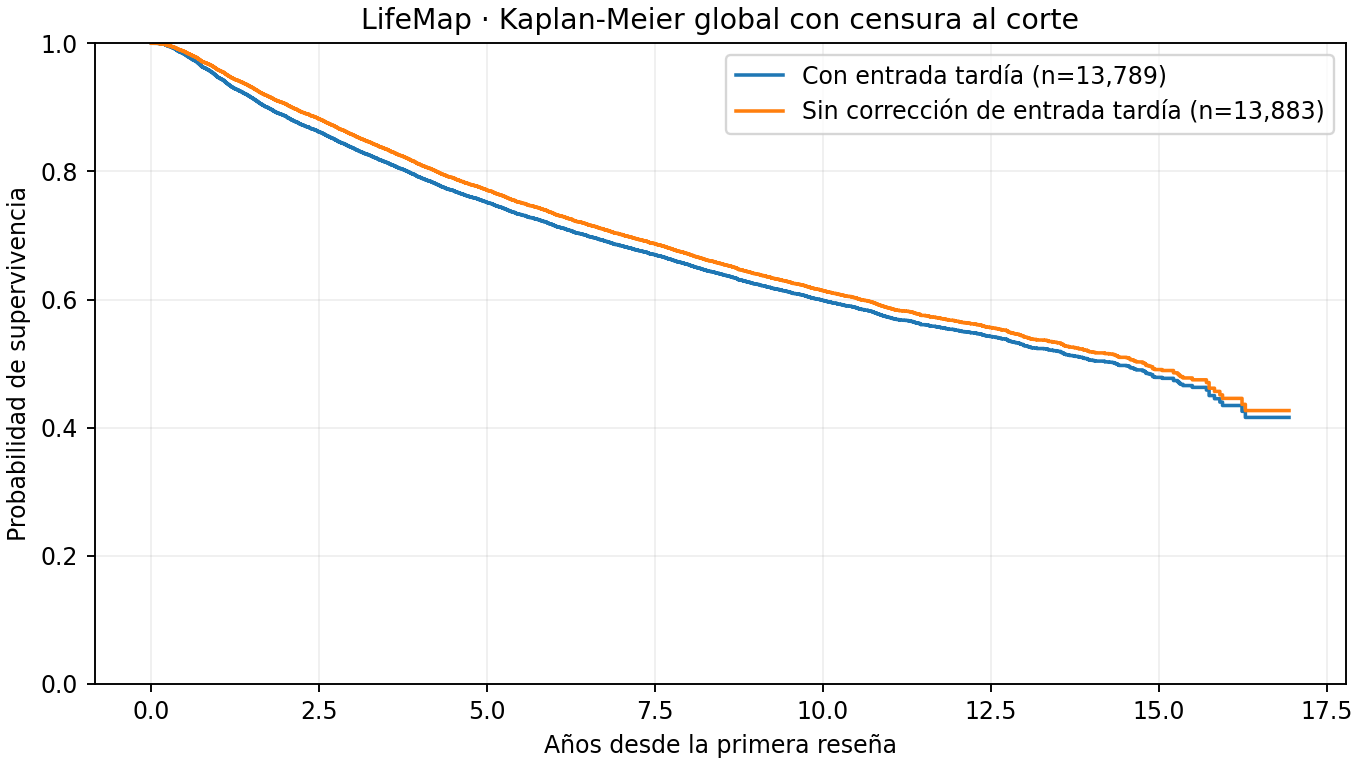 LifeMap · Kaplan-Meier global con censura al corte
Con entrada tardía (n=13,789)
Sin corrección de entrada tardía (n=13,883)
Probabilidad de supervivencia
1.0
0.8
0.6
0.4
0.2
0.0
0.0 2.5 5.0 7.5 10.0 12.5 15.0 17.5
Años desde la primera reseña